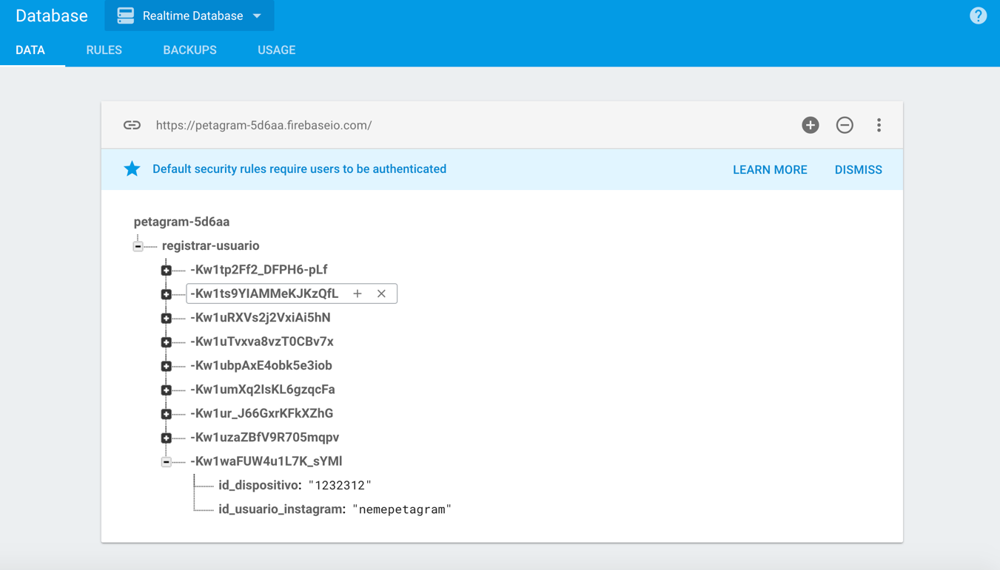 Database Realtime Database
DATA RULES BACKUPS USAGE
https://petagram-5d6aa.firebaseio.com/
Default security rules require users to be authenticated LEARN MORE DISMISS
petagram-5d6aa
registrar-usuario
-Kw1tp2Ff2_DFPH6-pLf
-Kw1ts9YIAMMeKJKzQfL
-Kw1uRXVs2j2VxiAi5hN
-Kw1uTvxva8vzT0CBv7x
-Kw1ubpAxE4obk5e3iob
-Kw1umXq2IsKL6gzqcFa
-Kw1ur_J66GxrKFkXZhG
-Kw1uzaZBfV9R705mqpv
-Kw1waFUW4u1L7K_sYMl
id_dispositivo: "1232312"
id_usuario_instagram: "nemepetagram"